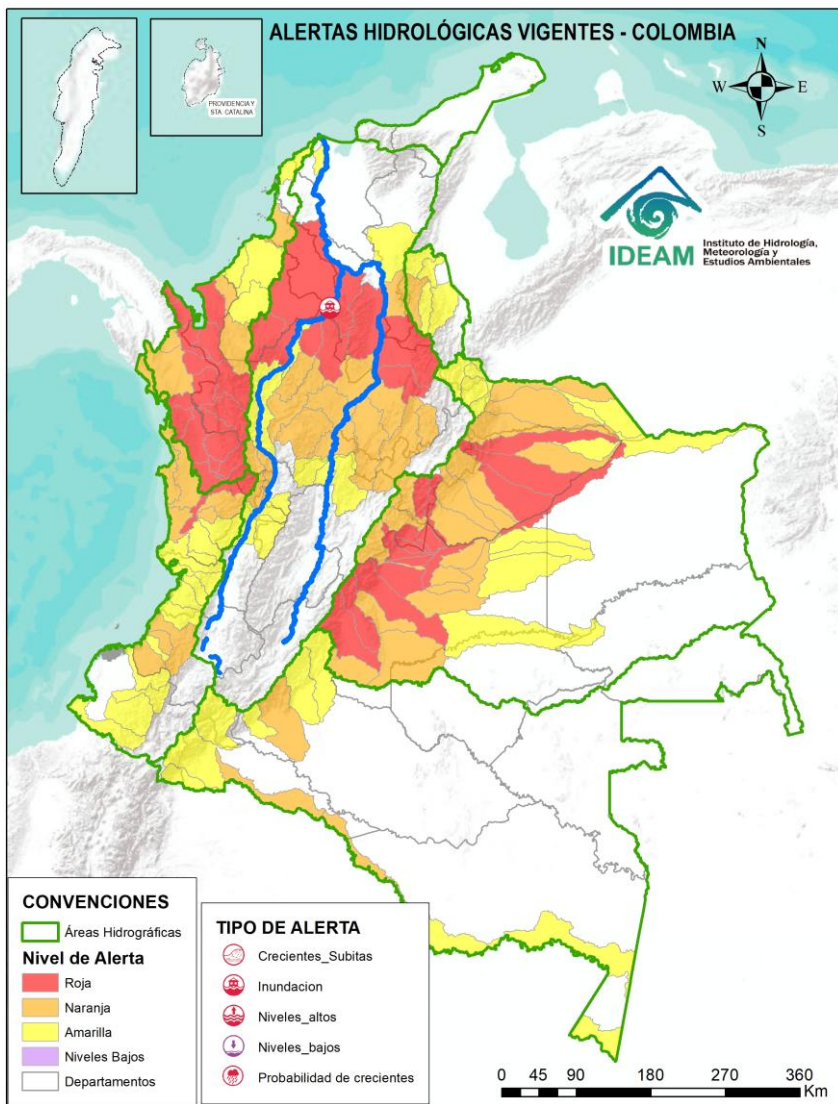 ALERTAS HIDROLÓGICAS VIGENTES - COLOMBIA
PROVIDENCIA Y
STA. CATALINA
N
W
E
S
IDEAM
Instituto de Hidrología,
Meteorología y
Estudios Ambientales
CONVENCIONES
Áreas Hidrográficas
Nivel de Alerta
Roja
Naranja
Amarilla
Niveles Bajos
Departamentos
TIPO DE ALERTA
Crecientes_Subitas
Inundacion
Niveles_altos
Niveles_bajos
Probabilidad de crecientes
0 45 90 180 270 360
Km